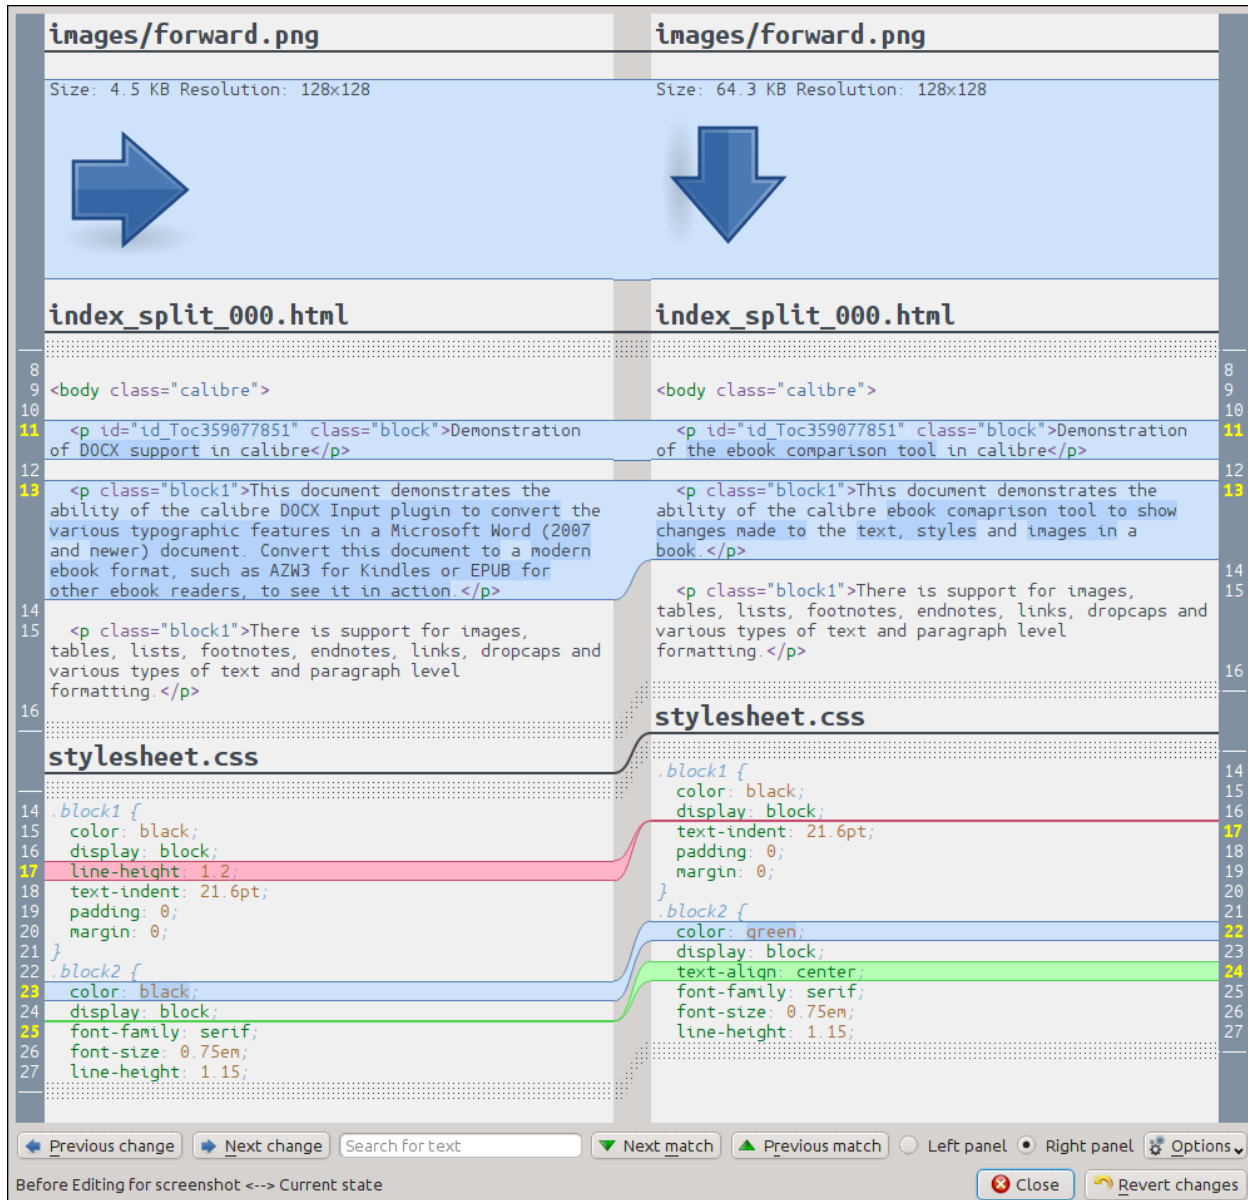 images/forward.png
Size: 4.5 KB Resolution: 128×128
index_split_000.html
8
9 <body class="calibre">
10
11 <p id="id_Toc359077851" class="block">Demonstration
of DOCX support in calibre</p>
12
13 <p class="block1">This document demonstrates the
ability of the calibre DOCX Input plugin to convert the
various typographic features in a Microsoft Word (2007
and newer) document. Convert this document to a modern
ebook format, such as AZW3 for Kindles or EPUB for
other ebook readers, to see it in action.</p>
14
15 <p class="block1">There is support for images,
tables, lists, footnotes, endnotes, links, dropcaps and
various types of text and paragraph level
formatting.</p>
16
stylesheet.css
14 .block1 {
15 color: black;
16 display: block;
17 line-height: 1.2;
18 text-indent: 21.6pt;
19 padding: 0;
20 margin: 0;
21 }
22 .block2 {
23 color: black;
24 display: block;
25 font-family: serif;
26 font-size: 0.75em;
27 line-height: 1.15;
images/forward.png
Size: 64.3 KB Resolution: 128×128
index_split_000.html
8
<body class="calibre"> 9
10
<p id="id_Toc359077851" class="block">Demonstration 11
of the ebook comparison tool in calibre</p>
12
<p class="block1">This document demonstrates the 13
ability of the calibre ebook comaprison tool to show
changes made to the text, styles and images in a
book.</p>
14
<p class="block1">There is support for images, 15
tables, lists, footnotes, endnotes, links, dropcaps and
various types of text and paragraph level
formatting.</p>
16
stylesheet.css
.block1 { 14
color: black; 15
display: block; 16
text-indent: 21.6pt; 17
padding: 0; 18
margin: 0; 19
} 20
.block2 { 21
color: green; 22
display: block; 23
text-align: center; 24
font-family: serif; 25
font-size: 0.75em; 26
line-height: 1.15; 27
Previous change Next change Search for text Next match Previous match Left panel Right panel Options
Before Editing for screenshot <--> Current state Close Revert changes